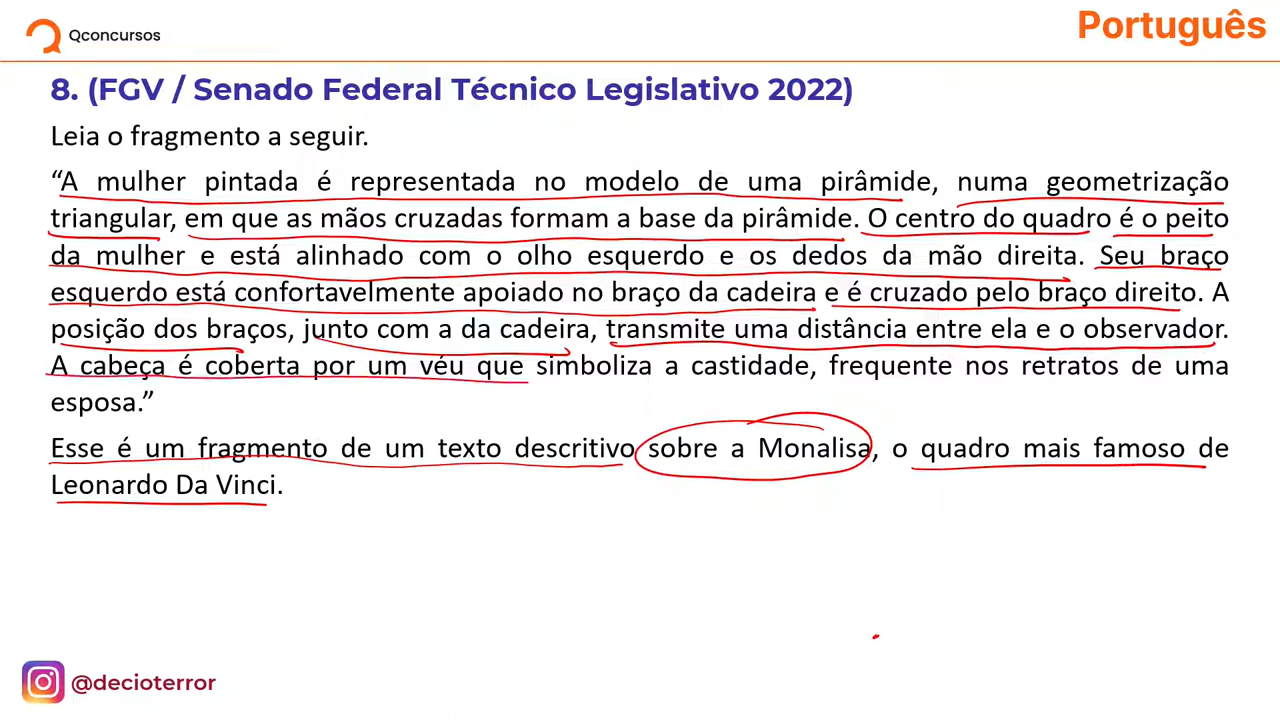 Qconcursos
Português
8. (FGV / Senado Federal Técnico Legislativo 2022)
Leia o fragmento a seguir.
“A mulher pintada é representada no modelo de uma pirâmide, numa geometrização
triangular, em que as mãos cruzadas formam a base da pirâmide. O centro do quadro é o peito
da mulher e está alinhado com o olho esquerdo e os dedos da mão direita. Seu braço
esquerdo está confortavelmente apoiado no braço da cadeira e é cruzado pelo braço direito. A
posição dos braços, junto com a da cadeira, transmite uma distância entre ela e o observador.
A cabeça é coberta por um véu que simboliza a castidade, frequente nos retratos de uma
esposa.”
Esse é um fragmento de um texto descritivo sobre a Monalisa, o quadro mais famoso de
Leonardo Da Vinci.
@decioterror